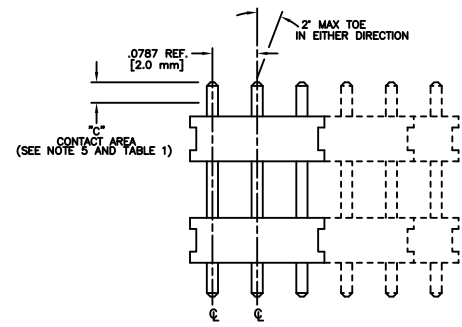 2° MAX TOE
IN EITHER DIRECTION
.0787 REF.
[2.0 mm]
"C"
CONTACT AREA
(SEE NOTE 5 AND TABLE 1)
℄ ℄